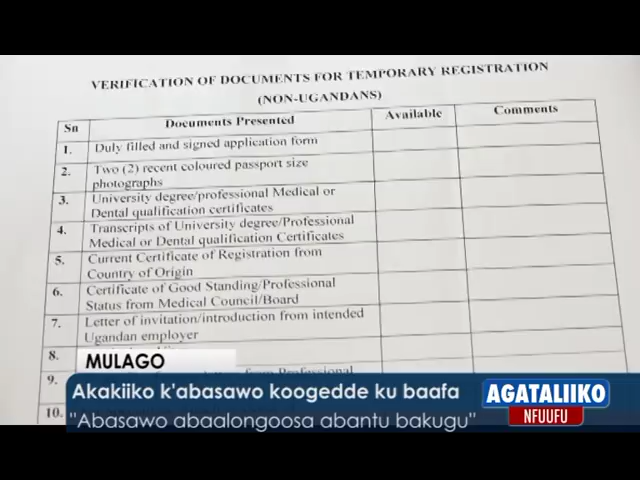 VERIFICATION OF DOCUMENTS FOR TEMPORARY REGISTRATION
(NON-UGANDANS)
Sn Documents Presented Available Comments
1. Duly filled and signed application form
2. Two (2) recent coloured passport size
photographs
3. University degree/professional Medical or
Dental qualification certificates
4. Transcripts of University degree/Professional
Medical or Dental qualification Certificates
5. Current Certificate of Registration from
Country of Origin
6. Certificate of Good Standing/Professional
Status from Medical Council/Board
7. Letter of invitation/introduction from intended
Ugandan employer
8.
9. from Professional
10.
MULAGO
Akakiiko k'abasawo koogedde ku baafa
"Abasawo abaalongoosa abantu bakugu"
AGATALIIKO
NFUUFU